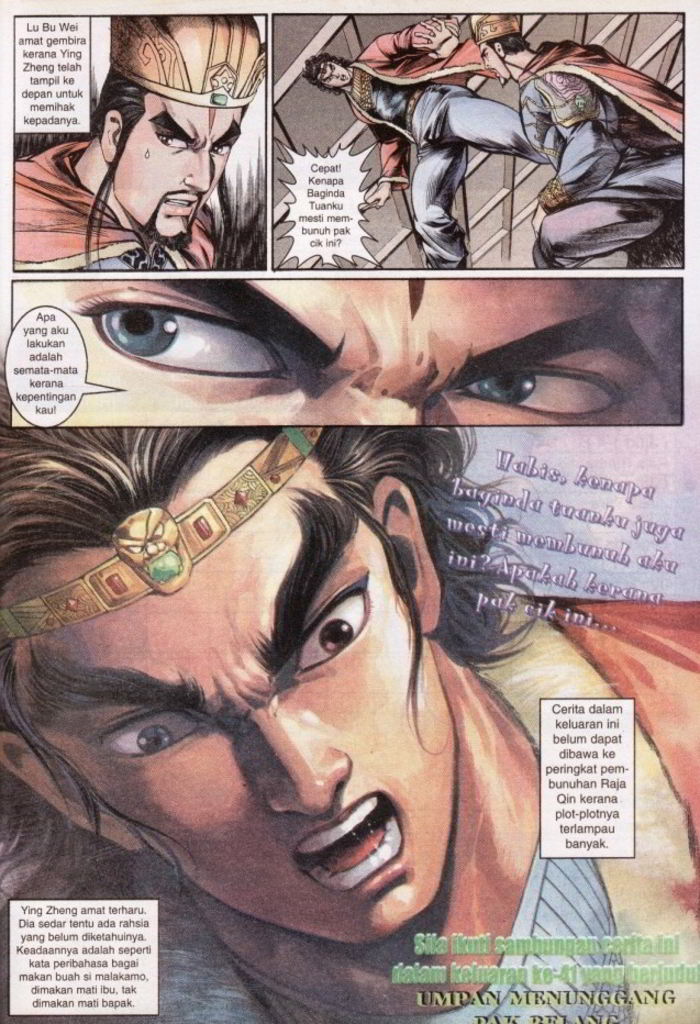 Lu Bu Wei
amat gembira
kerana Ying
Zheng telah
tampil ke
depan untuk
memihak
kepadanya.
Cepat!
Kenapa
Baginda
Tuanku
mesti mem-
bunuh pak
cik ini?
Apa
yang aku
lakukan
adalah
semata-mata
kerana
kepentingan
kau!
Habis, kenapa
baginda tuanku juga
mesti membunuh aku
ini? Apakah kerana
pak cik ini...
Cerita dalam
keluaran ini
belum dapat
dibawa ke
peringkat pem-
bunuhan Raja
Qin kerana
plot-plotnya
terlampau
banyak.
Ying Zheng amat terharu.
Dia sedar tentu ada rahsia
yang belum diketahuinya.
Keadaannya adalah seperti
kata peribahasa bagai
makan buah si malakamo,
dimakan mati ibu, tak
dimakan mati bapak.
Sila ikuti sambungan cerita ini
dalam keluaran ke-41 yang berjudul
UMPAN MENUNGGANG
PAK BELANG